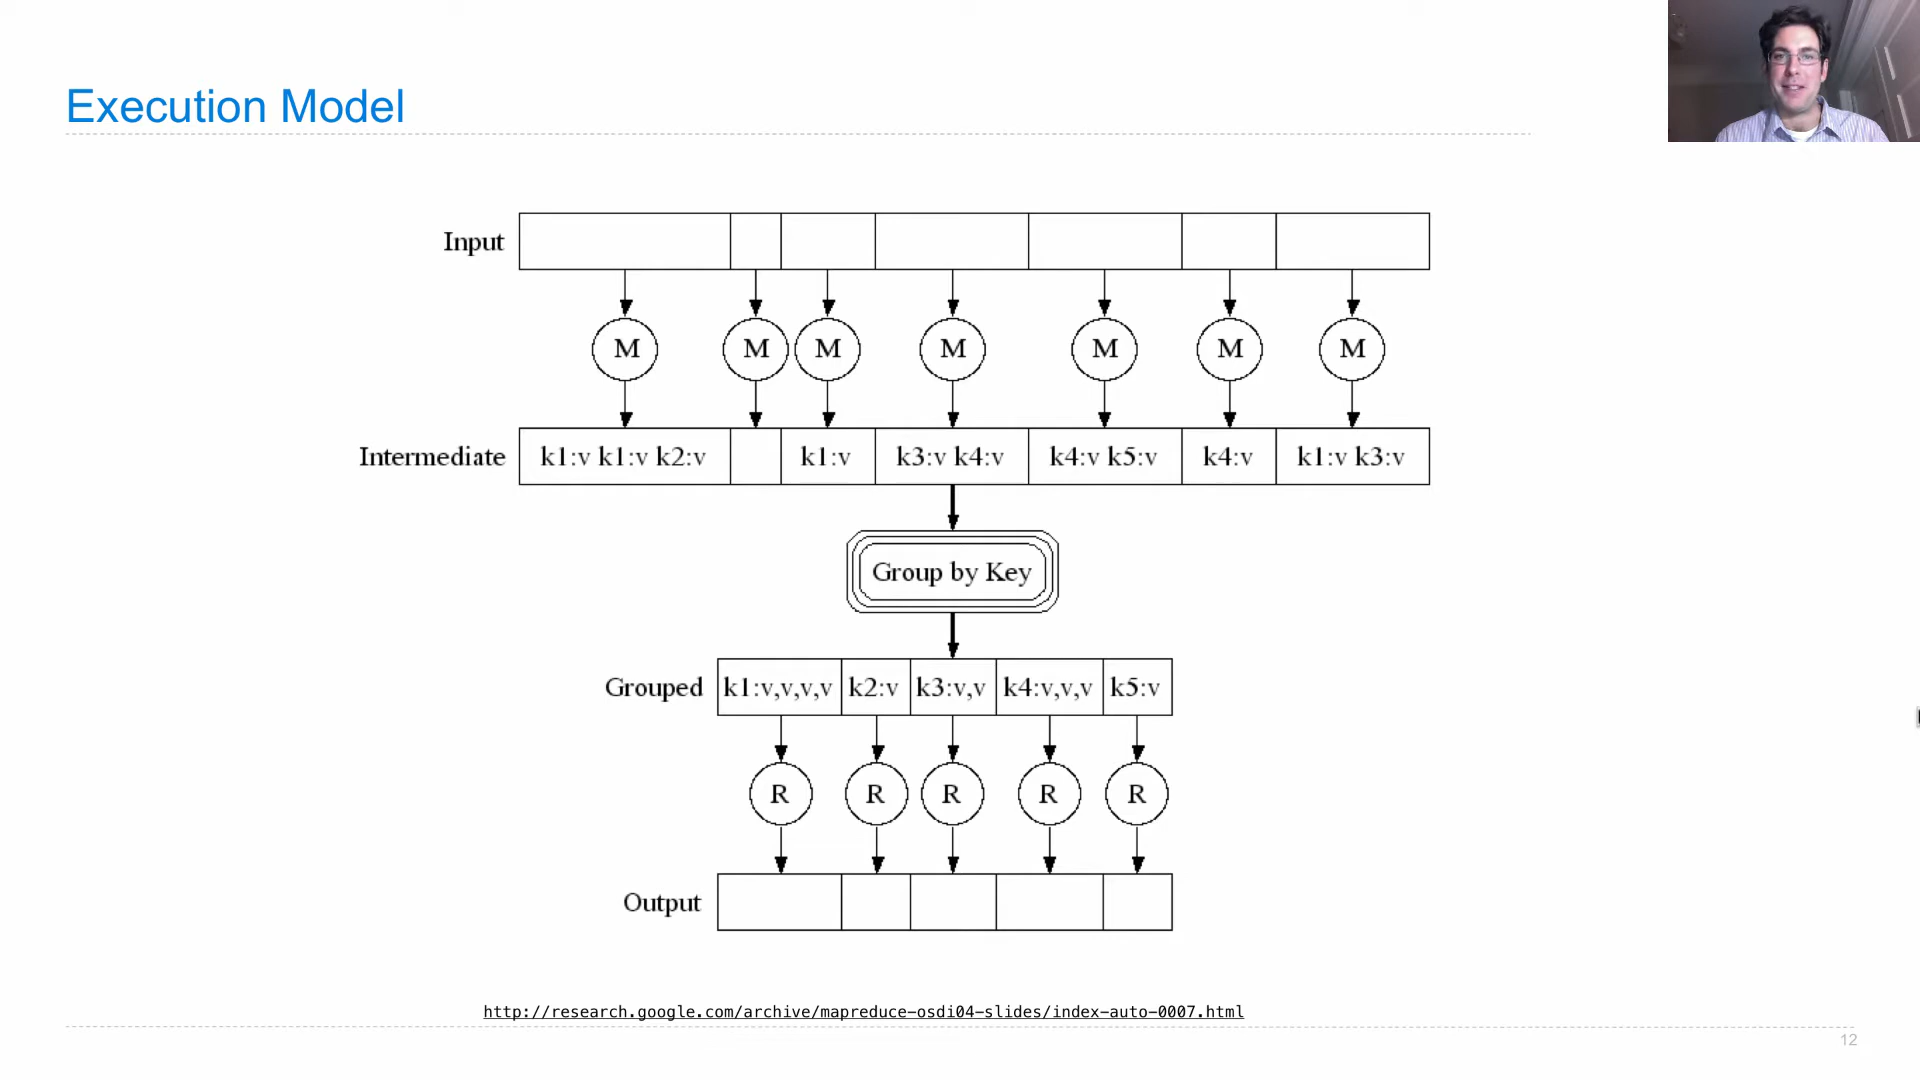 Execution Model
Input
M M M M M M M
Intermediate k1:v k1:v k2:v k1:v k3:v k4:v k4:v k5:v k4:v k1:v k3:v
Group by Key
Grouped k1:v,v,v,v k2:v k3:v,v k4:v,v,v k5:v
R R R R R
Output
http://research.google.com/archive/mapreduce-osdi04-slides/index-auto-0007.html
12